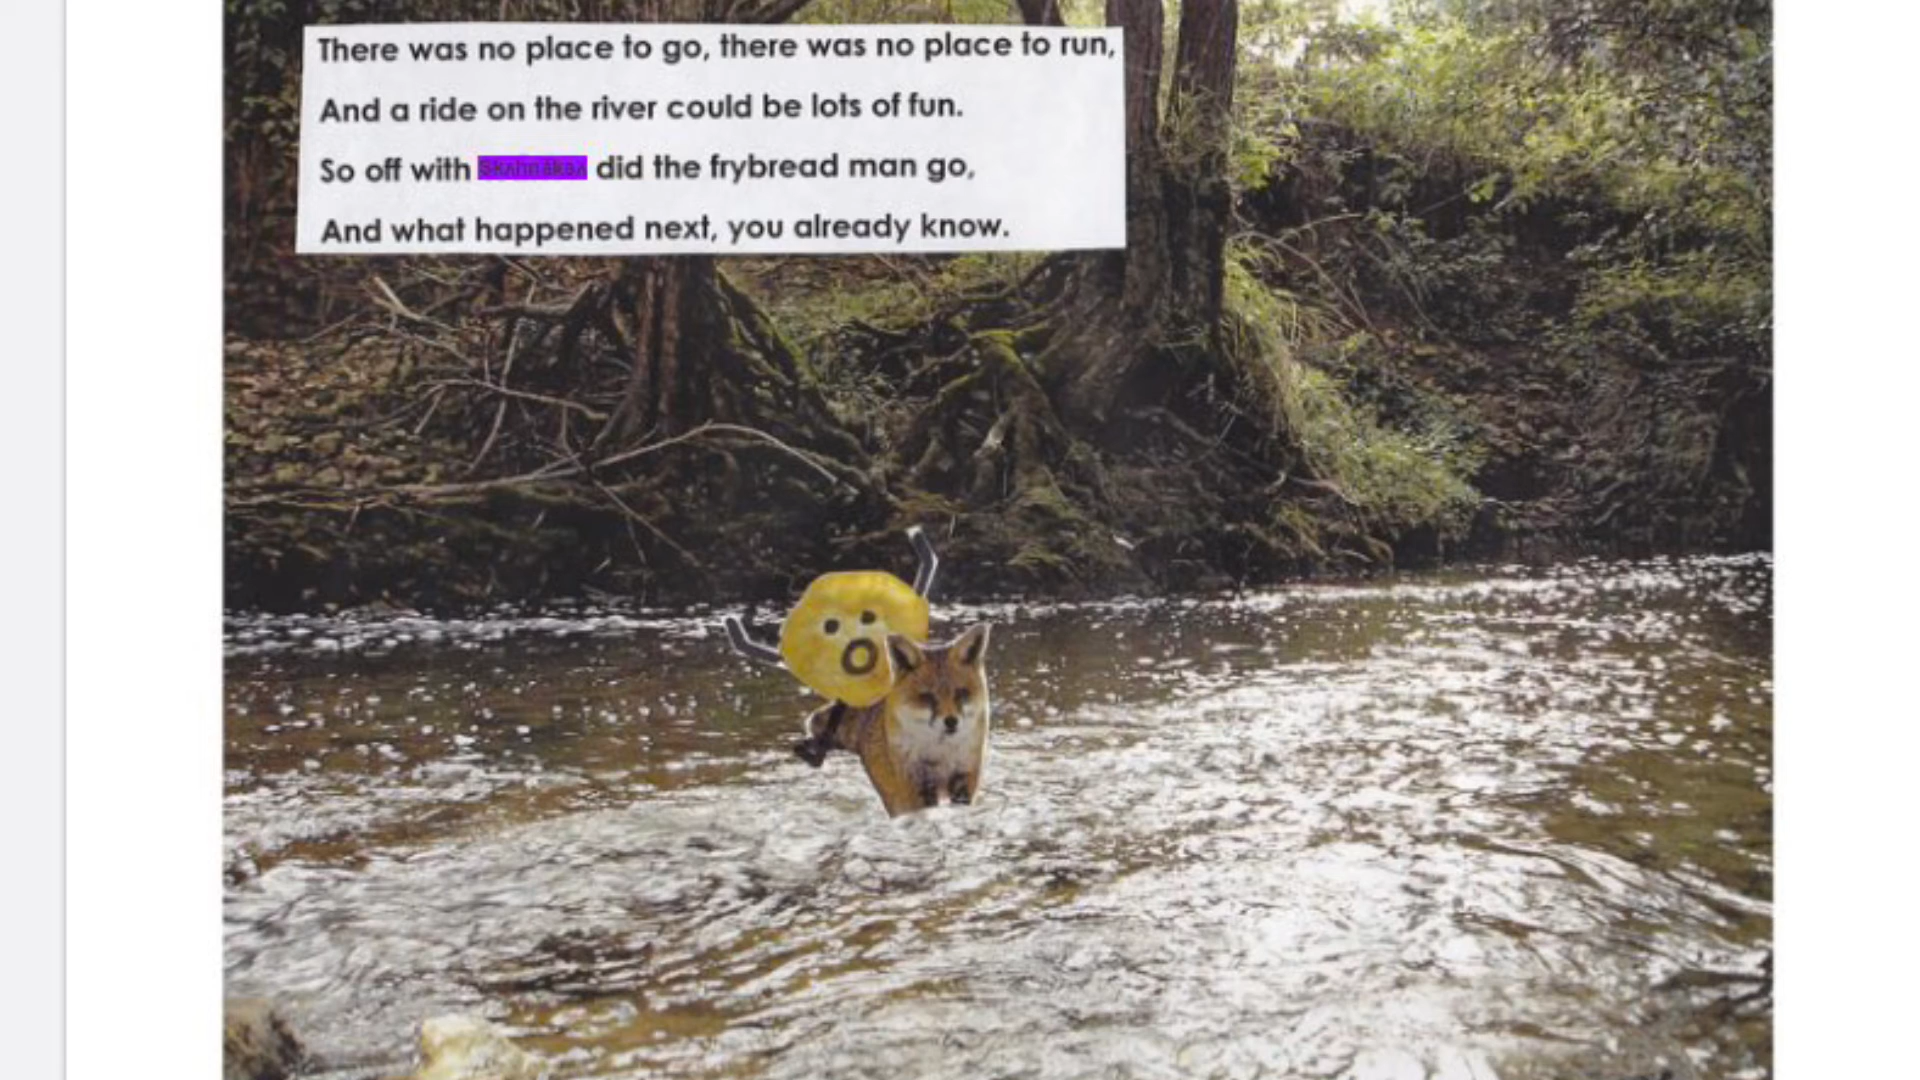 There was no place to go, there was no place to run,
And a ride on the river could be lots of fun.
So off with Skʌhnáksʌ did the frybread man go,
And what happened next, you already know.